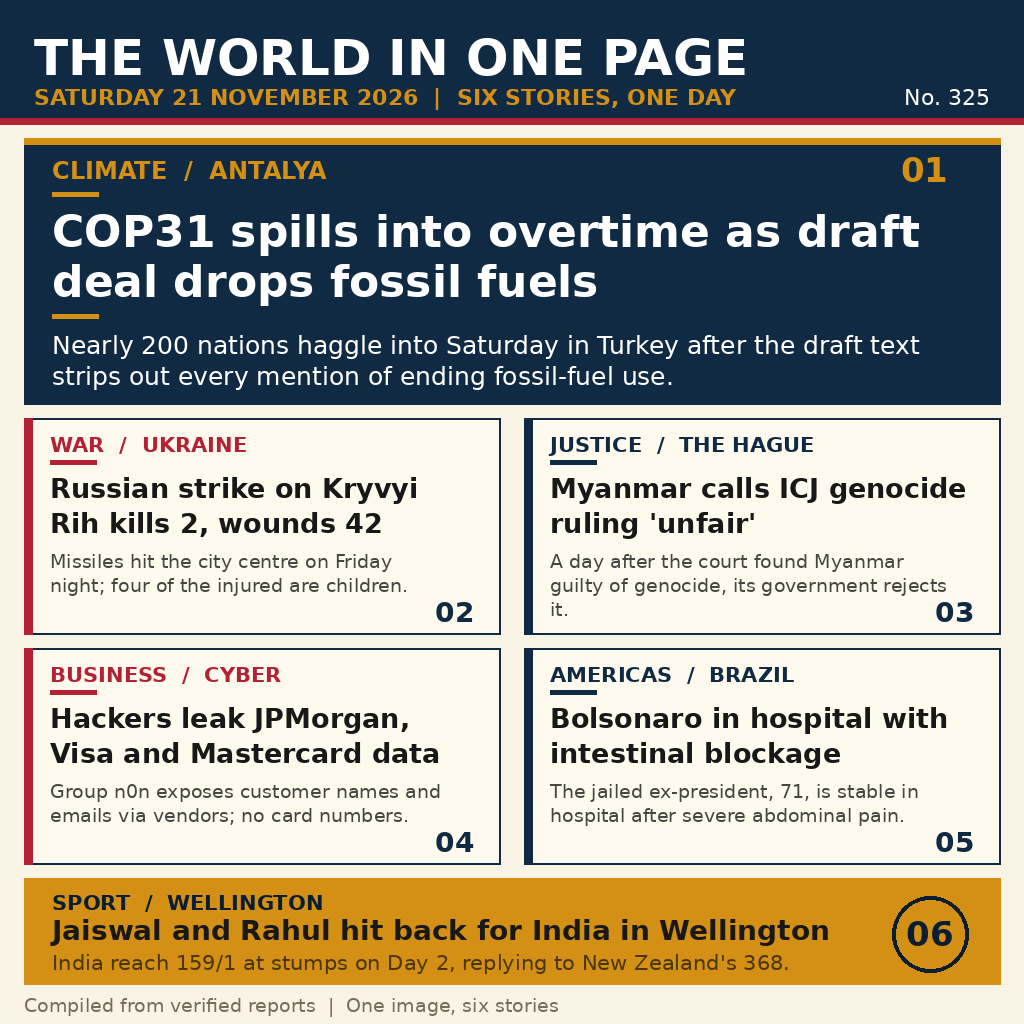 THE WORLD IN ONE PAGE
SATURDAY 21 NOVEMBER 2026 | SIX STORIES, ONE DAY
No. 325
CLIMATE / ANTALYA
01
COP31 spills into overtime as draft
deal drops fossil fuels
Nearly 200 nations haggle into Saturday in Turkey after the draft text
strips out every mention of ending fossil-fuel use.
WAR / UKRAINE
Russian strike on Kryvyi
Rih kills 2, wounds 42
Missiles hit the city centre on Friday
night; four of the injured are children.
02
JUSTICE / THE HAGUE
Myanmar calls ICJ genocide
ruling 'unfair'
A day after the court found Myanmar
guilty of genocide, its government rejects
it.
03
BUSINESS / CYBER
Hackers leak JPMorgan,
Visa and Mastercard data
Group n0n exposes customer names and
emails via vendors; no card numbers.
04
AMERICAS / BRAZIL
Bolsonaro in hospital with
intestinal blockage
The jailed ex-president, 71, is stable in
hospital after severe abdominal pain.
05
SPORT / WELLINGTON
Jaiswal and Rahul hit back for India in Wellington
India reach 159/1 at stumps on Day 2, replying to New Zealand's 368.
06
Compiled from verified reports | One image, six stories